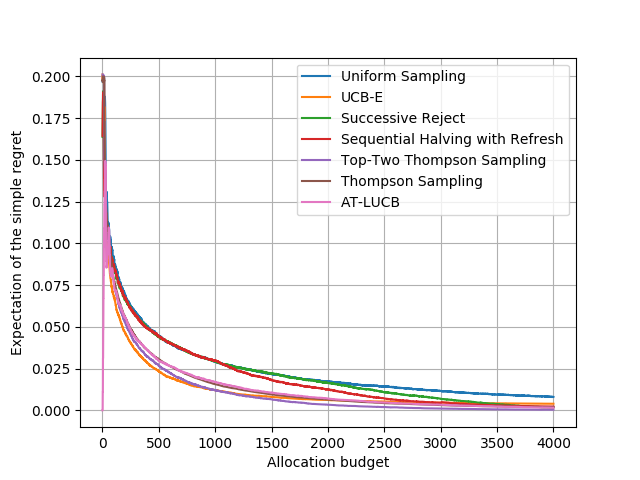 Expectation of the simple regret
0.200
0.175
0.150
0.125
0.100
0.075
0.050
0.025
0.000
Uniform Sampling
UCB-E
Successive Reject
Sequential Halving with Refresh
Top-Two Thompson Sampling
Thompson Sampling
AT-LUCB
0 500 1000 1500 2000 2500 3000 3500 4000
Allocation budget